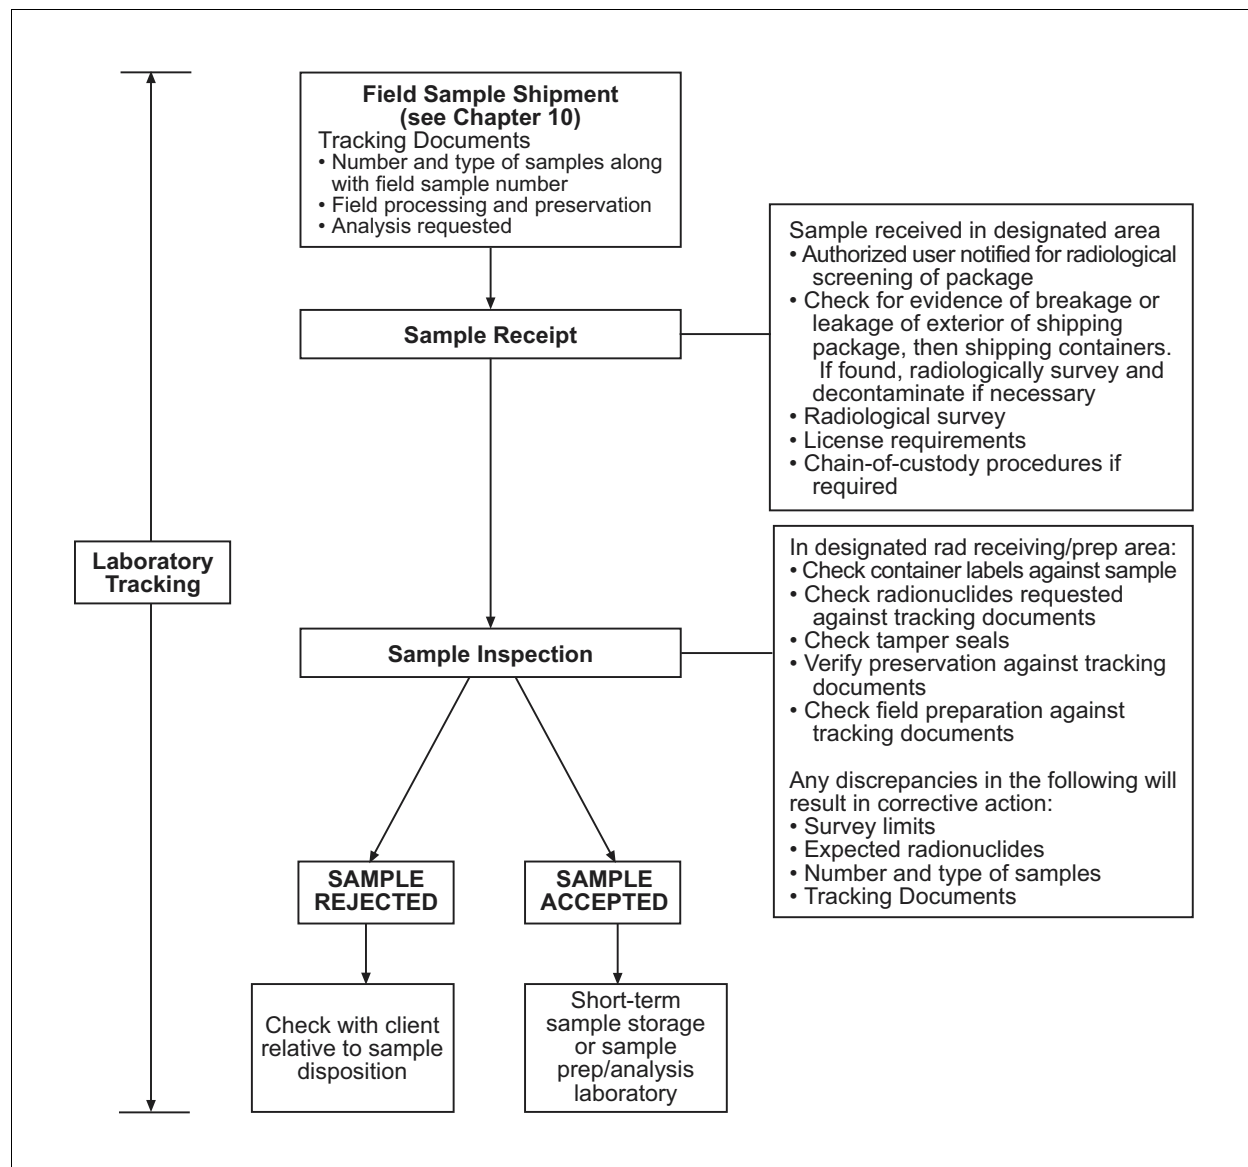 Field Sample Shipment
(see Chapter 10)
Tracking Documents
• Number and type of samples along
with field sample number
• Field processing and preservation
• Analysis requested
Sample received in designated area
• Authorized user notified for radiological
screening of package
• Check for evidence of breakage or
leakage of exterior of shipping
package, then shipping containers.
If found, radiologically survey and
decontaminate if necessary
• Radiological survey
• License requirements
• Chain-of-custody procedures if
required
Sample Receipt
Laboratory
Tracking
In designated rad receiving/prep area:
• Check container labels against sample
• Check radionuclides requested
against tracking documents
• Check tamper seals
• Verify preservation against tracking
documents
• Check field preparation against
tracking documents
Any discrepancies in the following will
result in corrective action:
• Survey limits
• Expected radionuclides
• Number and type of samples
• Tracking Documents
Sample Inspection
SAMPLE
REJECTED
SAMPLE
ACCEPTED
Check with client
relative to sample
disposition
Short-term
sample storage
or sample
prep/analysis
laboratory